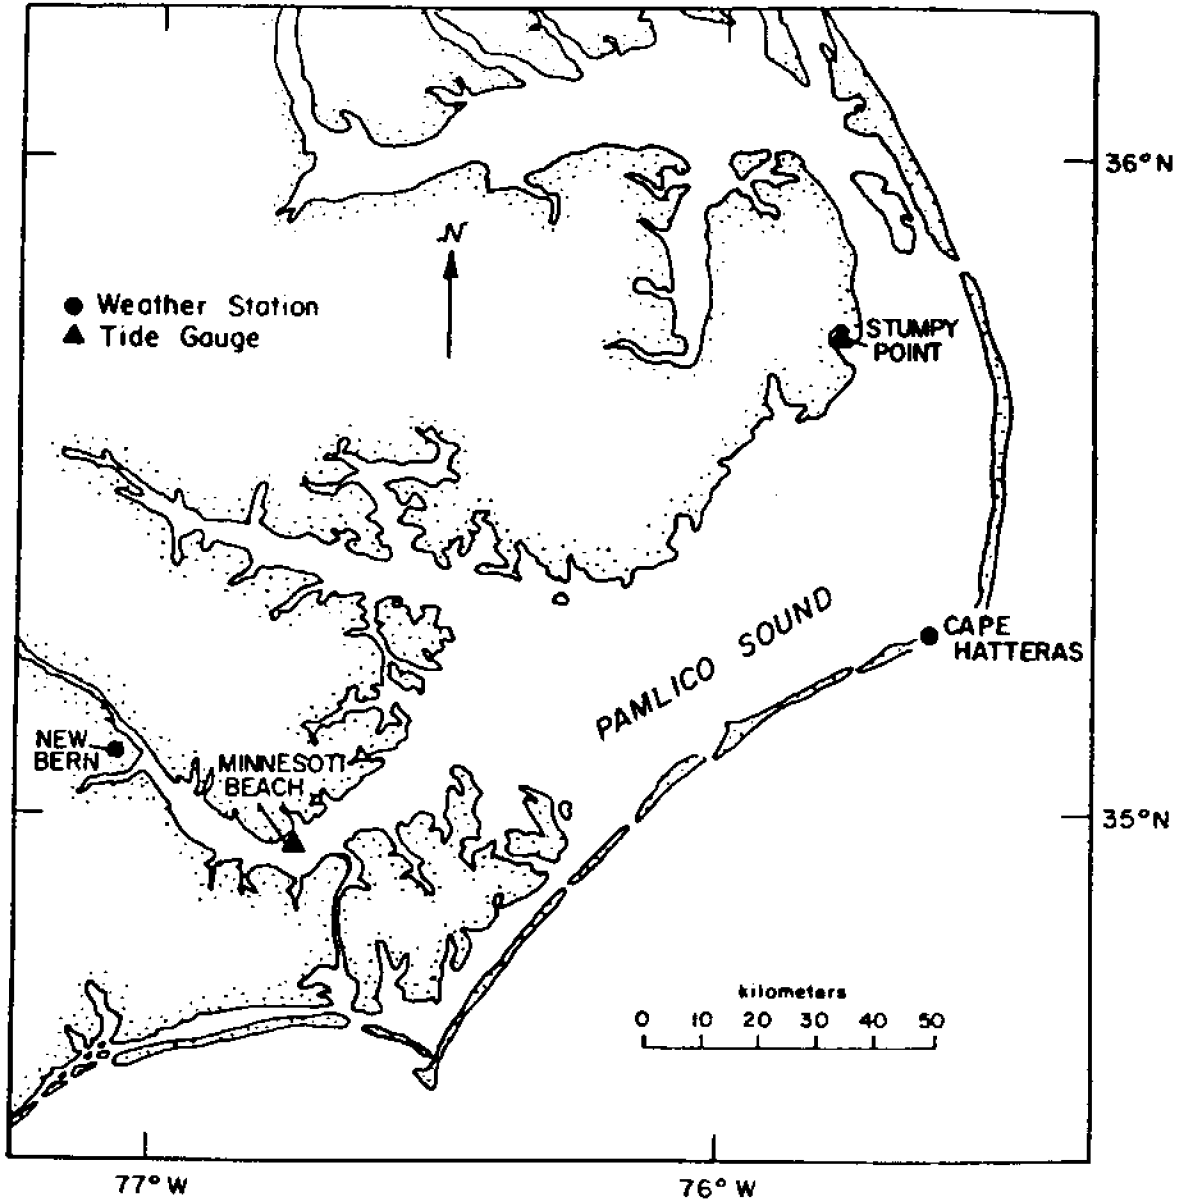 36°N
N
Weather Station
Tide Gauge
STUMPY
POINT
PAMLICO SOUND
CAPE
HATTERAS
NEW
BERN
MINNESOTT
BEACH
35°N
kilometers
0 10 20 30 40 50
77°W
76°W